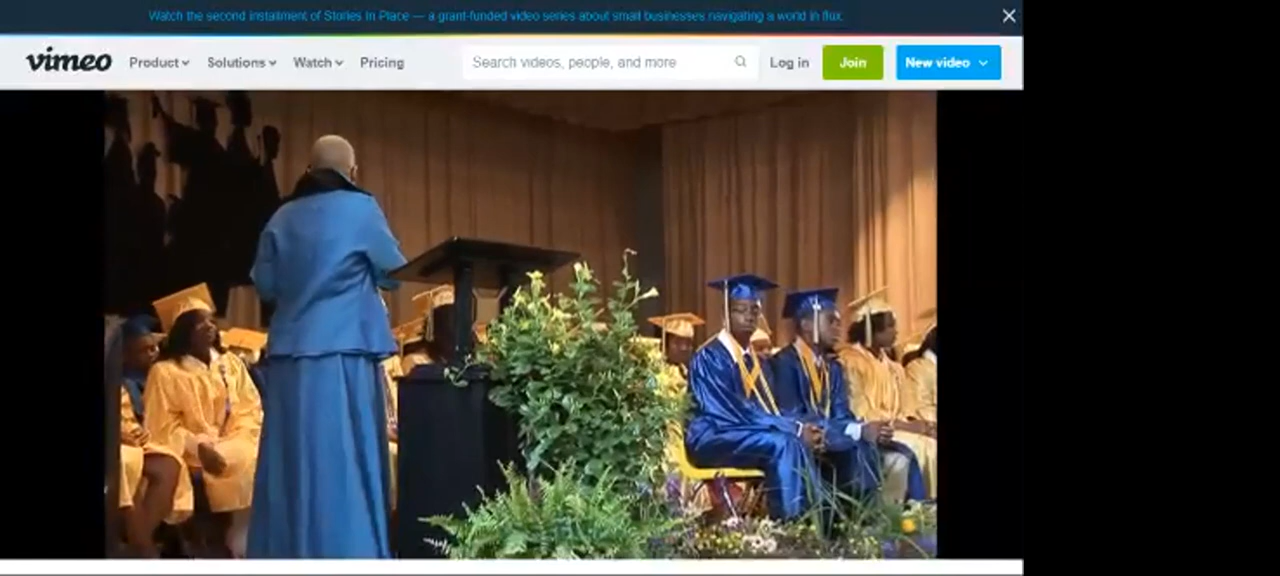 Watch the second installment of Stories in Place — a grant-funded video series about small businesses navigating a world in flux.
vimeo Product Solutions Watch Pricing Search videos, people, and more Log in Join New video